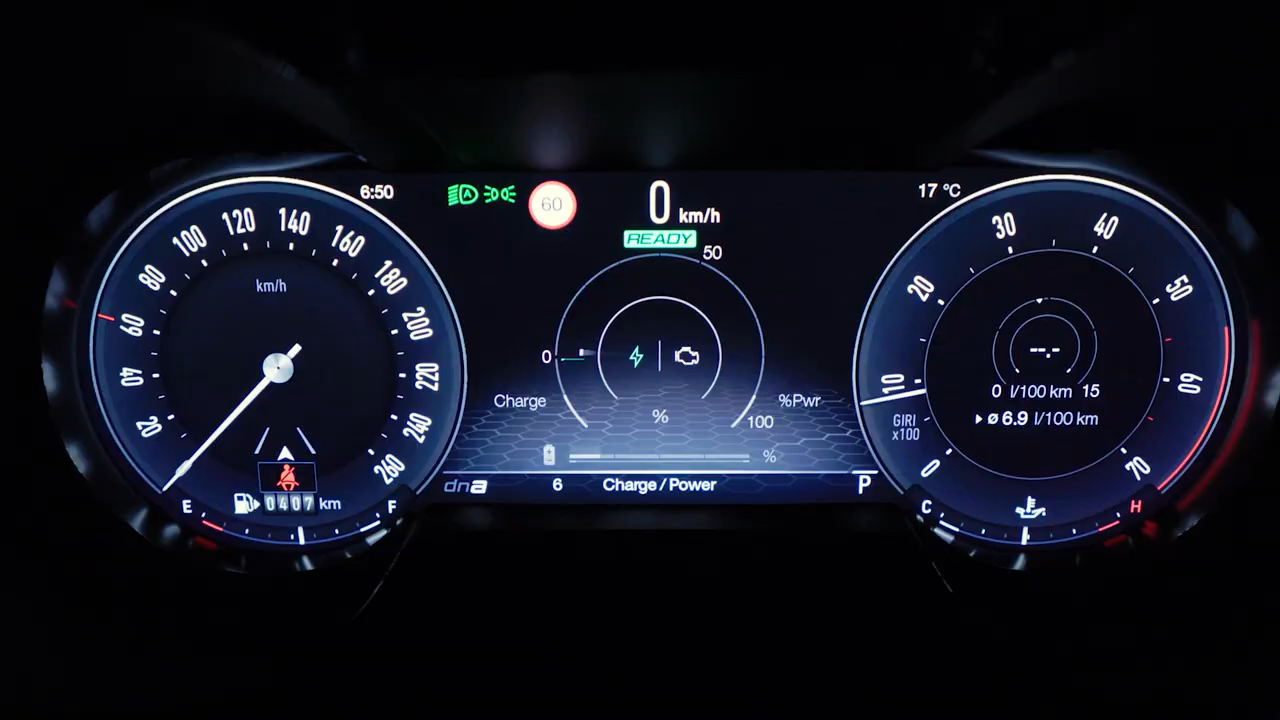 6:50
60
0 km/h
READY
17 °C
20
40
60
80
100
120
140
160
180
200
220
240
260
km/h
E
F
0407 km
50
0
100
Charge
%Pwr
%
%
dna
6
Charge / Power
P
0
10
20
30
40
50
60
70
GIRI
x100
--.-
0 l/100 km 15
ø 6.9 l/100 km
C
H